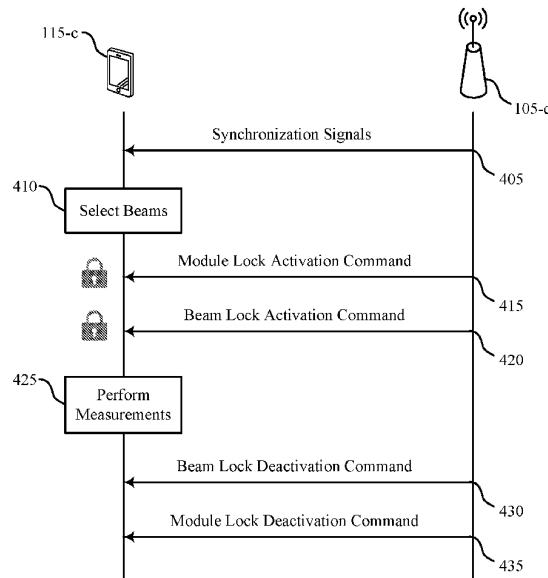 115-c
105-c
Synchronization Signals
405
410
Select Beams
Module Lock Activation Command
415
Beam Lock Activation Command
420
425
Perform
Measurements
Beam Lock Deactivation Command
430
Module Lock Deactivation Command
435